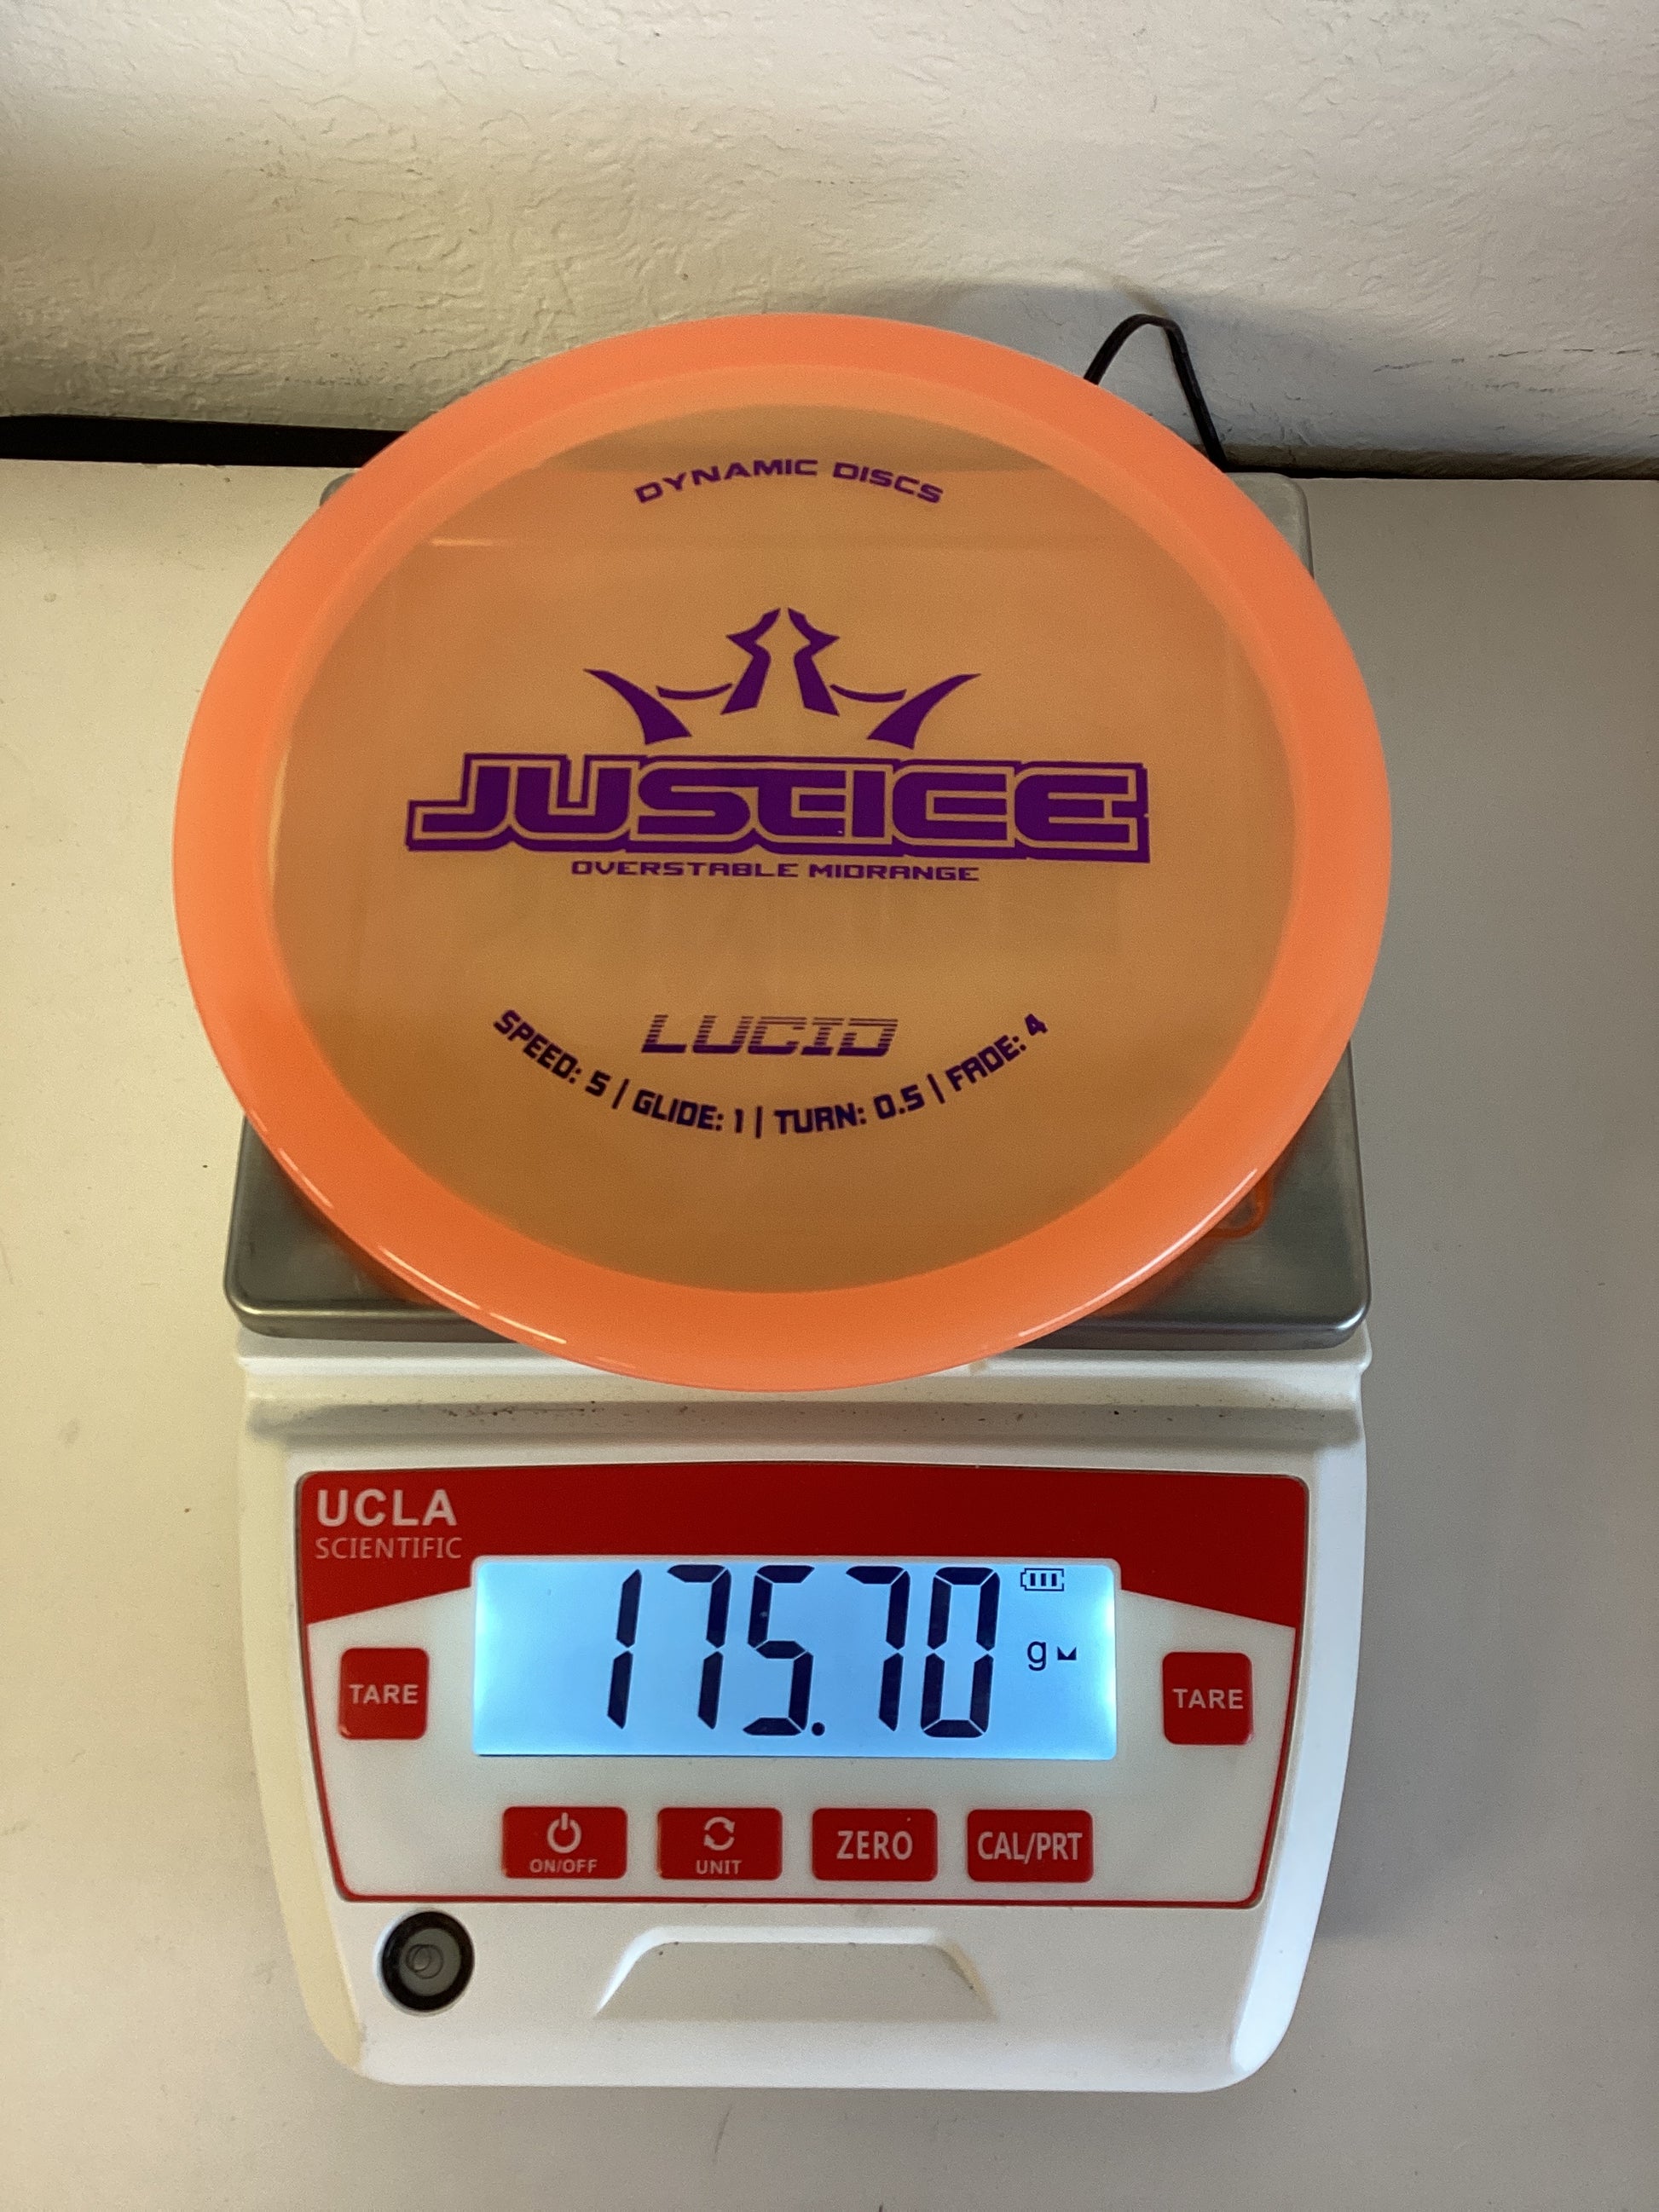 DYNAMIC DISCS
JUSTICE
OVERSTABLE MIDRANGE
LUCID
SPEED: 5 | GLIDE: 1 | TURN: 0.5 | FADE: 4
UCLA
SCIENTIFIC
175.70 g
TARE
TARE
ON/OFF
UNIT
ZERO
CAL/PRT